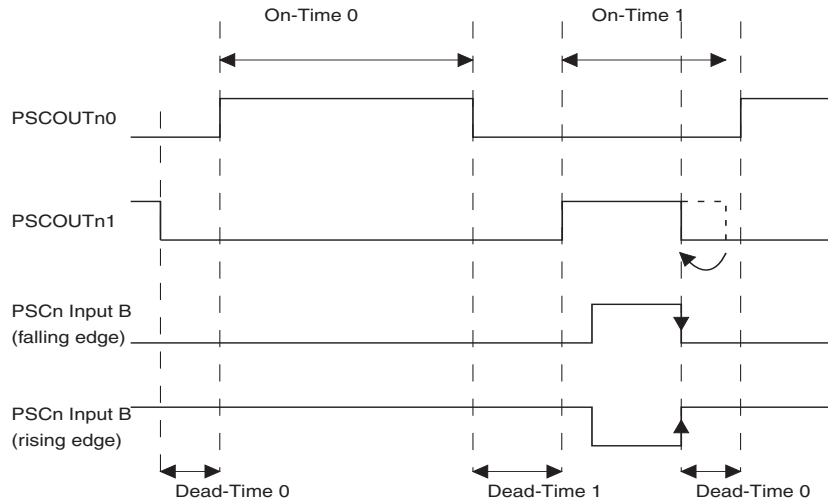 On-Time 0
On-Time 1
PSCOUTn0
PSCOUTn1
PSCn Input B
(falling edge)
PSCn Input B
(rising edge)
Dead-Time 0
Dead-Time 1
Dead-Time 0